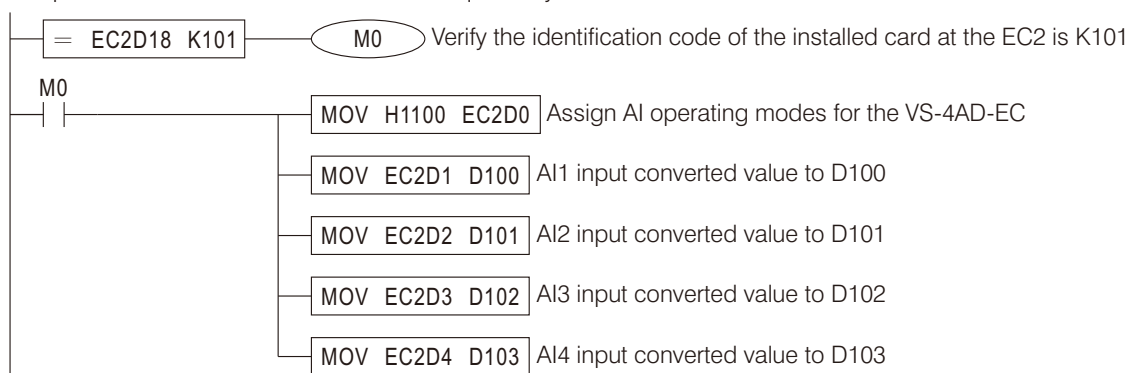 = EC2D18 K101 M0 Verify the identification code of the installed card at the EC2 is K101
M0
MOV H1100 EC2D0 Assign AI operating modes for the VS-4AD-EC
MOV EC2D1 D100 AI1 input converted value to D100
MOV EC2D2 D101 AI2 input converted value to D101
MOV EC2D3 D102 AI3 input converted value to D102
MOV EC2D4 D103 AI4 input converted value to D103